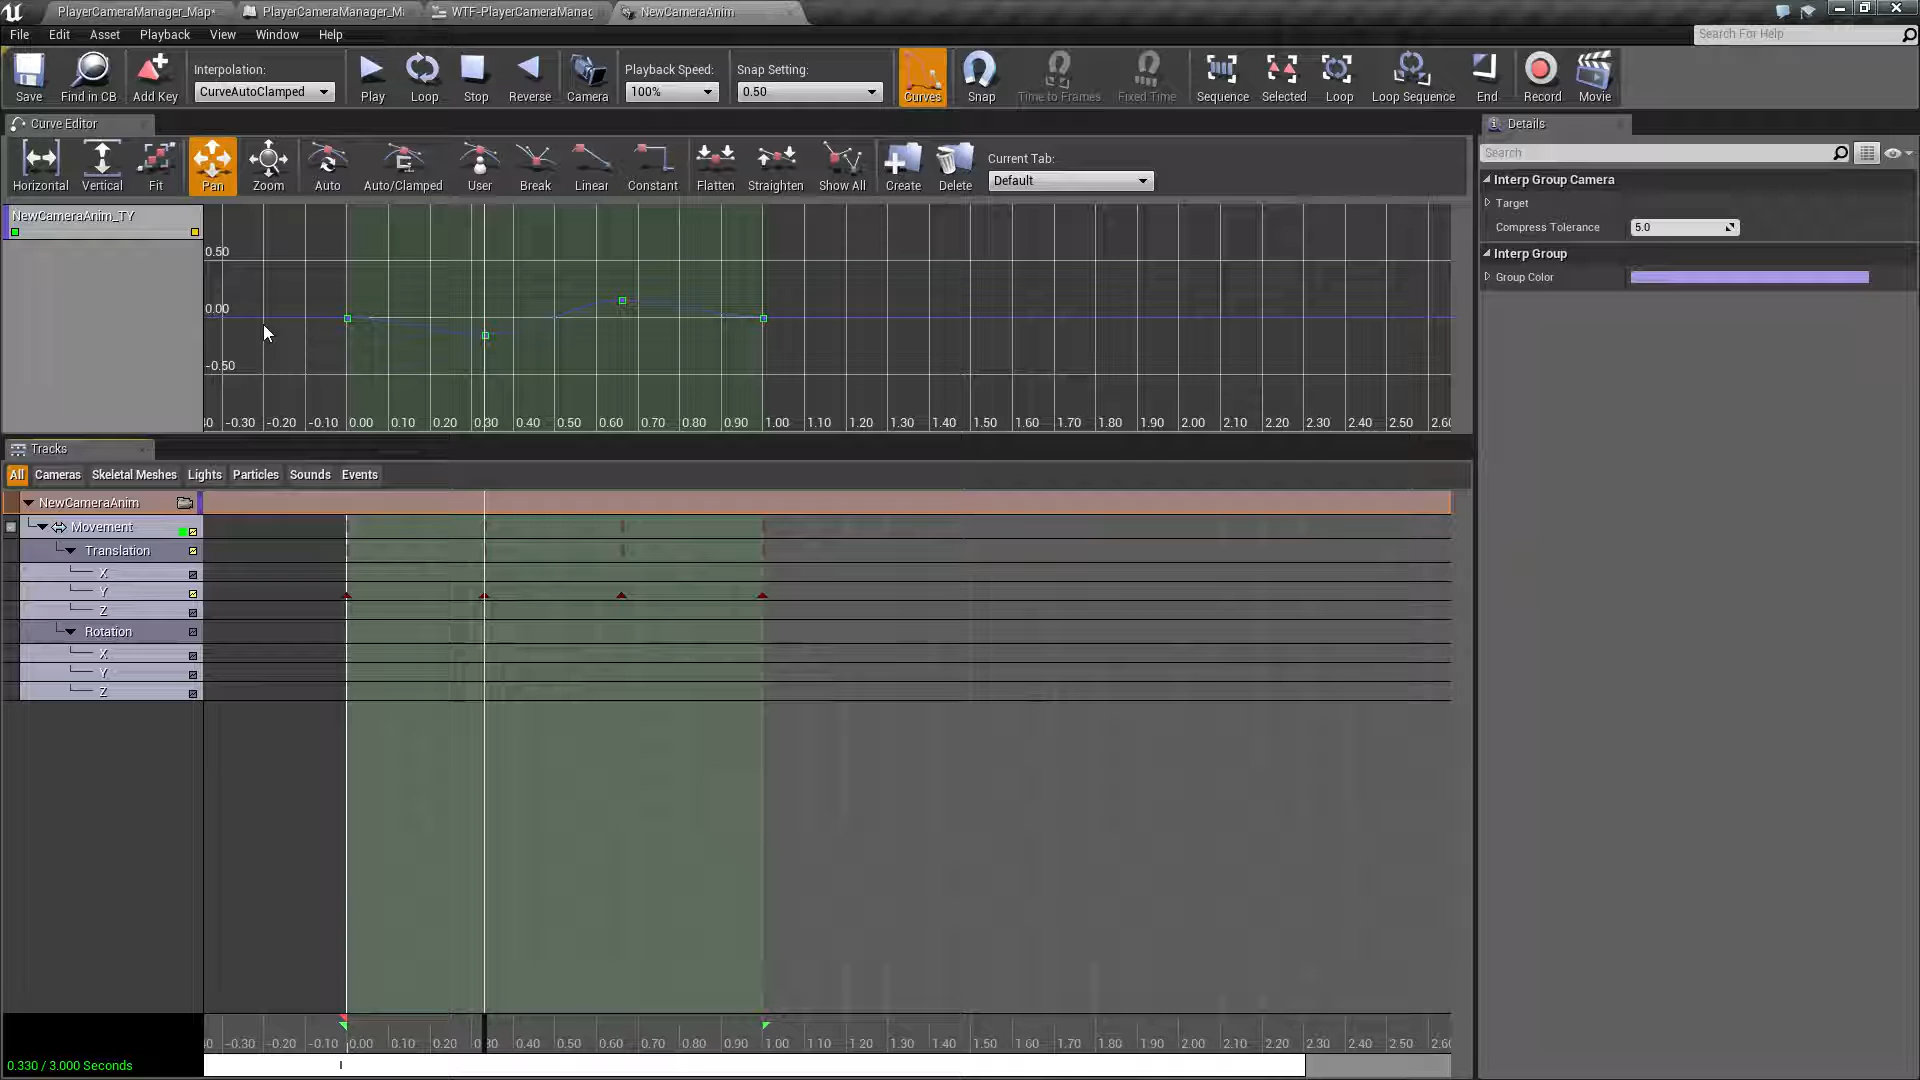 PlayerCameraManager_Map*
PlayerCameraManager_Ma
WTF-PlayerCameraManag
NewCameraAnim
File Edit Asset Playback View Window Help
Search For Help
Save
Find in CB
Add Key
Interpolation:
CurveAutoClamped
Play
Loop
Stop
Reverse
Camera
Playback Speed:
100%
Snap Setting:
0.50
Curves
Snap
Time to Frames
Fixed Time
Sequence
Selected
Loop
Loop Sequence
End
Record
Movie
Curve Editor
Horizontal
Vertical
Fit
Pan
Zoom
Auto
Auto/Clamped
User
Break
Linear
Constant
Flatten
Straighten
Show All
Create
Delete
Current Tab:
Default
Details
Search
Interp Group Camera
Target
Compress Tolerance 5.0
Interp Group
Group Color
NewCameraAnim_TY
0.50
0.00
-0.50
40 -0.30 -0.20 -0.10 0.00 0.10 0.20 0.30 0.40 0.50 0.60 0.70 0.80 0.90 1.00 1.10 1.20 1.30 1.40 1.50 1.60 1.70 1.80 1.90 2.00 2.10 2.20 2.30 2.40 2.50 2.60
Tracks
All Cameras Skeletal Meshes Lights Particles Sounds Events
NewCameraAnim
Movement
Translation
X
Y
Z
Rotation
X
Y
Z
40 -0.30 -0.20 -0.10 0.00 0.10 0.20 0.30 0.40 0.50 0.60 0.70 0.80 0.90 1.00 1.10 1.20 1.30 1.40 1.50 1.60 1.70 1.80 1.90 2.00 2.10 2.20 2.30 2.40 2.50 2.60
0.330 / 3.000 Seconds